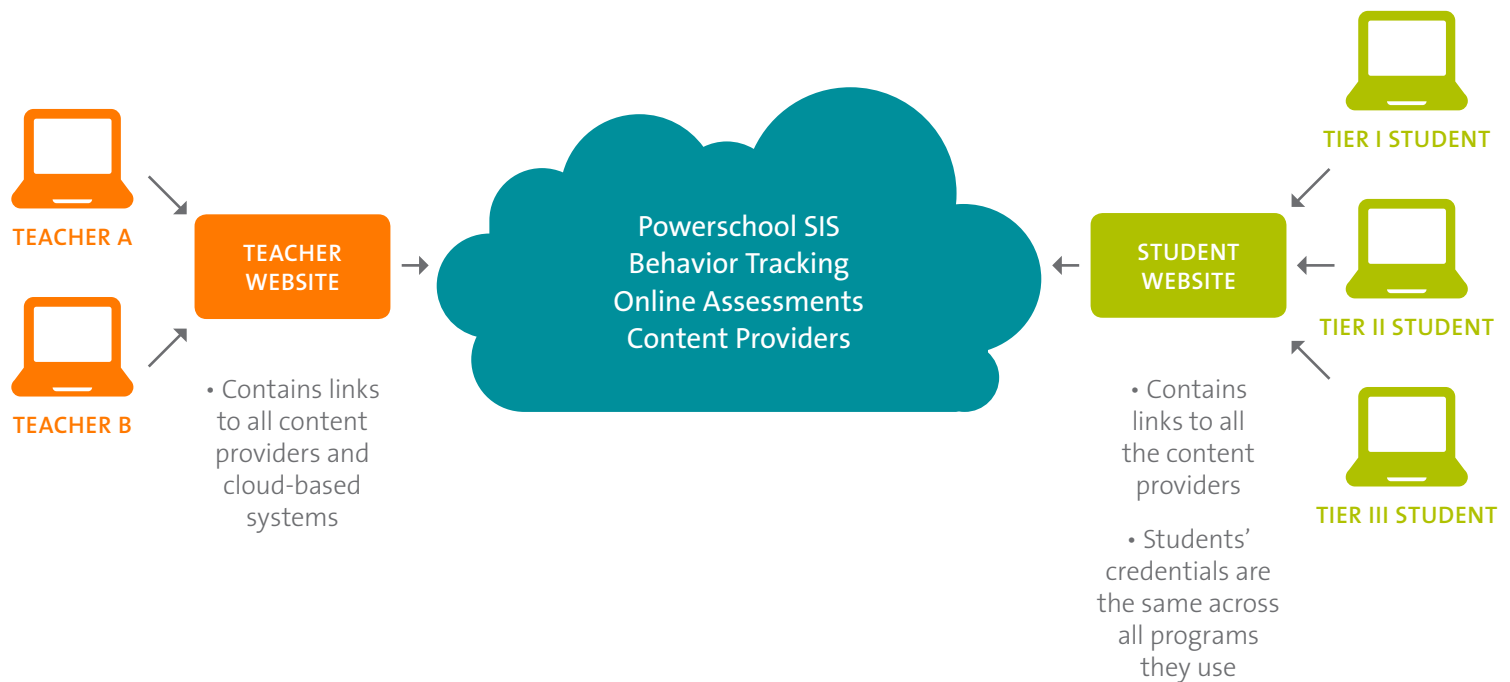 TEACHER A
TEACHER B
TEACHER
WEBSITE
• Contains links
to all content
providers and
cloud-based
systems
Powerschool SIS
Behavior Tracking
Online Assessments
Content Providers
STUDENT
WEBSITE
• Contains
links to all
the content
providers
• Students’
credentials are
the same across
all programs
they use
TIER I STUDENT
TIER II STUDENT
TIER III STUDENT